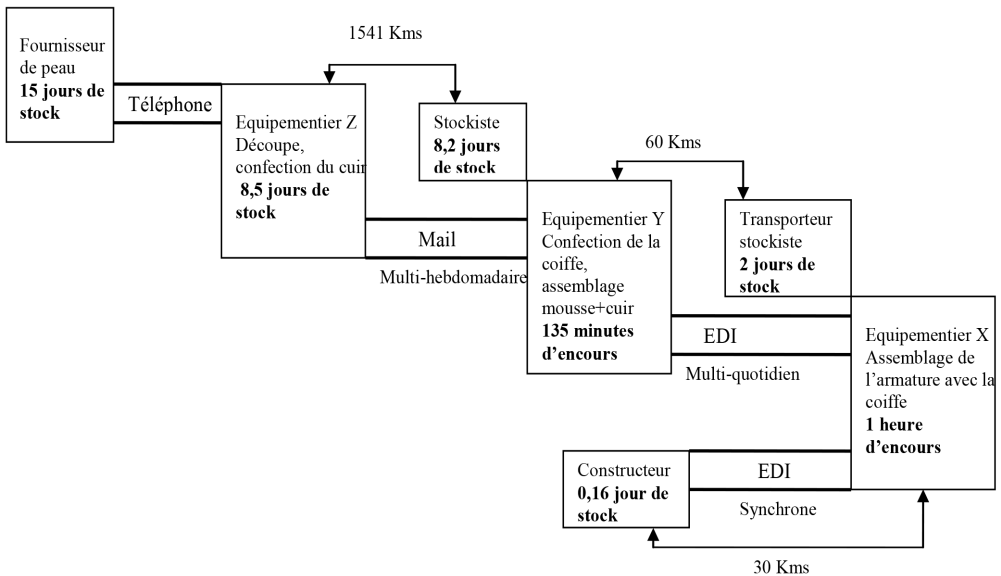 1541 Kms
Fournisseur
de peau
15 jours de
stock
Téléphone
Equipementier Z
Découpe,
confection du cuir
8,5 jours de
stock
Stockiste
8,2 jours
de stock
60 Kms
Mail
Multi-hebdomadaire
Equipementier Y
Confection de la
coiffe,
assemblage
mousse+cuir
135 minutes
d’encours
Transporteur
stockiste
2 jours de
stock
EDI
Multi-quotidien
Equipementier X
Assemblage de
l’armature avec la
coiffe
1 heure
d’encours
Constructeur
0,16 jour de
stock
EDI
Synchrone
30 Kms